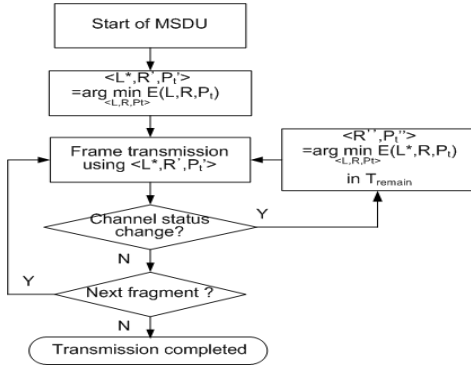 Start of MSDU
<L*,R',Pt'>
=arg min E(L,R,Pt)
<L,R,Pt>
Frame transmission
using <L*,R',Pt'>
<R'',Pt''>
=arg min E(L*,R,Pt)
<L,R,Pt>
in Tremain
Channel status
change?
Y
N
Y
Next fragment ?
N
Transmission completed